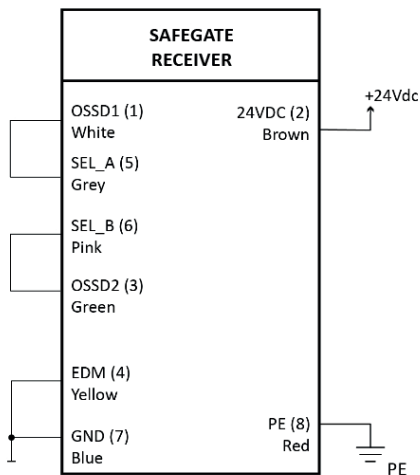 SAFEGATE
RECEIVER
OSSD1 (1)
White
SEL_A (5)
Grey
SEL_B (6)
Pink
OSSD2 (3)
Green
EDM (4)
Yellow
GND (7)
Blue
24VDC (2)
Brown
+24Vdc
PE (8)
Red
PE